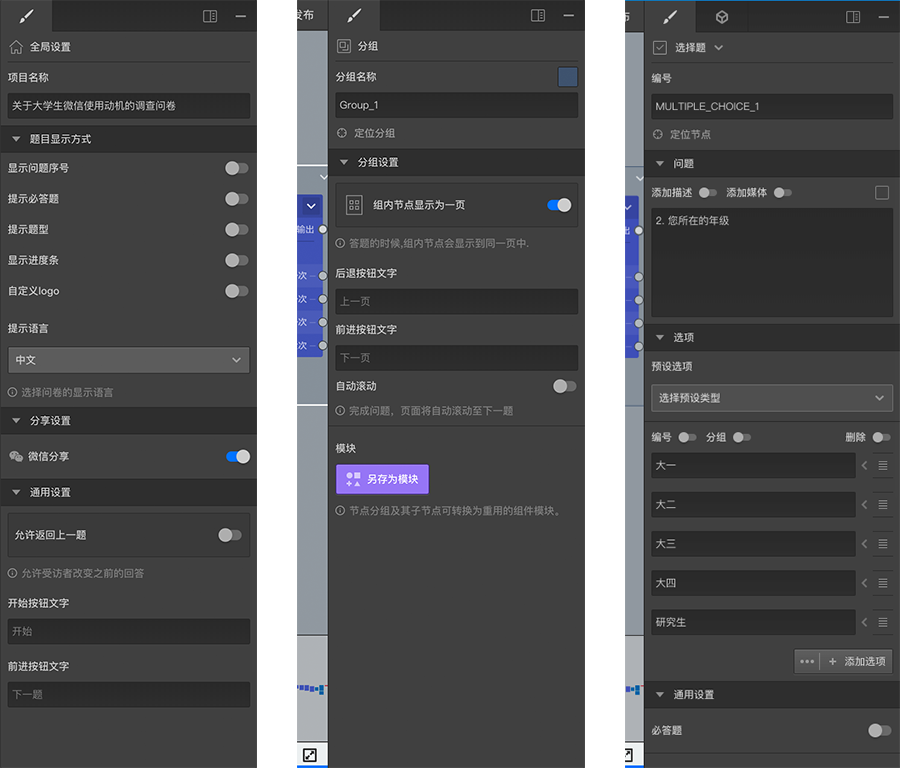 全局设置
项目名称
关于大学生微信使用动机的调查问卷
题目显示方式
显示问题序号
提示必答题
提示题型
显示进度条
自定义logo
提示语言
中文
选择问卷的显示语言
分享设置
微信分享
通用设置
允许返回上一题
允许受访者改变之前的回答
开始按钮文字
开始
前进按钮文字
下一题
发布
输出
次
次
次
次
分组
分组名称
Group_1
定位分组
分组设置
组内节点显示为一页
答题的时候,组内节点会显示到同一页中.
后退按钮文字
上一页
前进按钮文字
下一页
自动滚动
完成问题，页面将自动滚动至下一题
模块
另存为模块
节点分组及其子节点可转换为重用的组件模块。
选择题
编号
MULTIPLE_CHOICE_1
定位节点
问题
添加描述 添加媒体
2. 您所在的年级
选项
预设选项
选择预设类型
编号 分组 删除
大一
大二
大三
大四
研究生
添加选项
通用设置
必答题